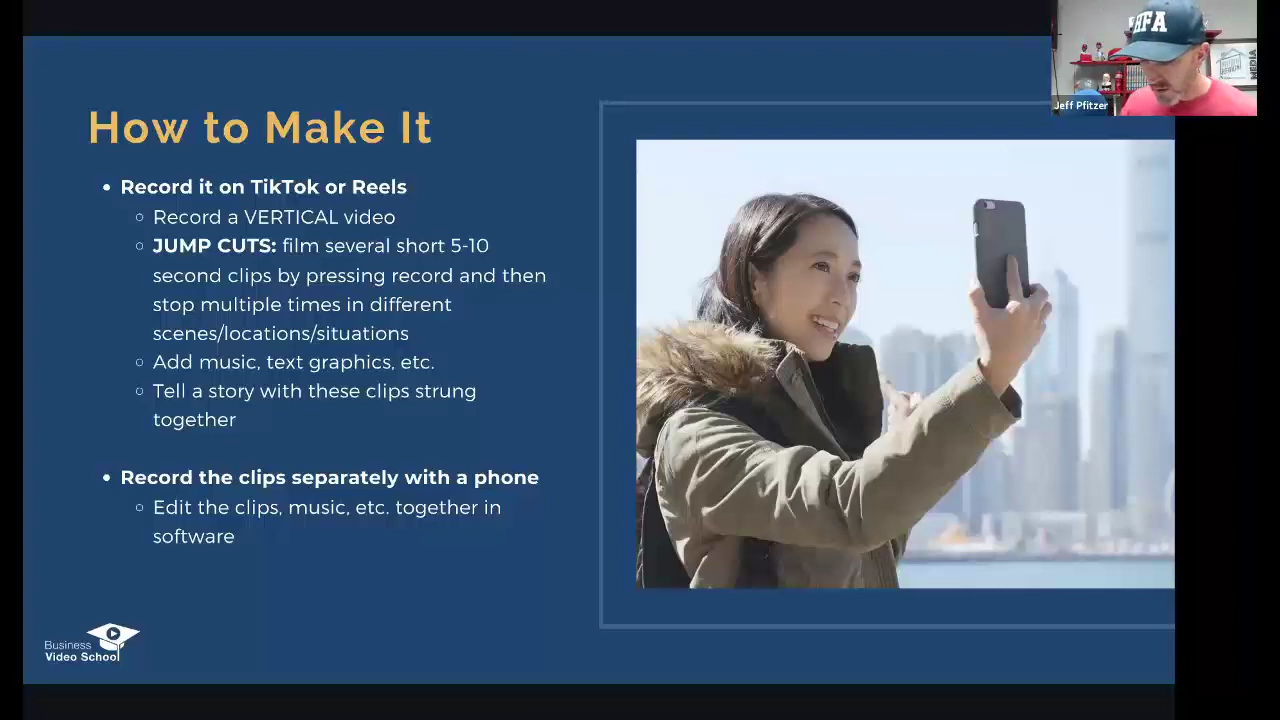 How to Make It
Record it on TikTok or Reels
Record a VERTICAL video
JUMP CUTS: film several short 5-10
second clips by pressing record and then
stop multiple times in different
scenes/locations/situations
Add music, text graphics, etc.
Tell a story with these clips strung
together
Record the clips separately with a phone
Edit the clips, music, etc. together in
software
Business
Video School
Jeff Pfitzer
MEDIA